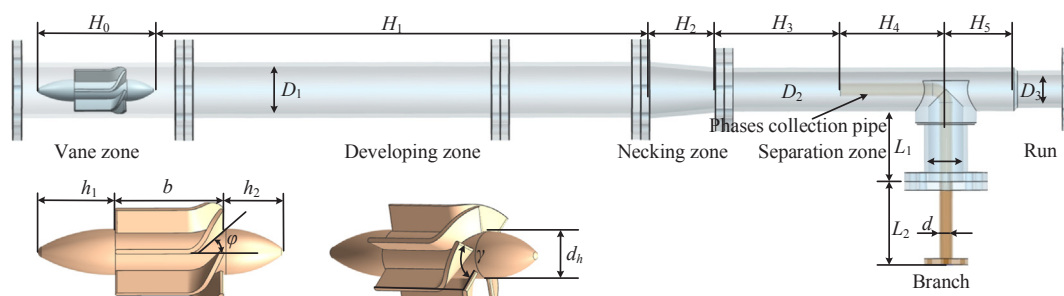 H0 H1 H2 H3 H4 H5
D1 D2 D3
Phases collection pipe
Vane zone Developing zone Necking zone Separation zone L1 Run
h1 b h2
φ γ dh L2 d
Branch